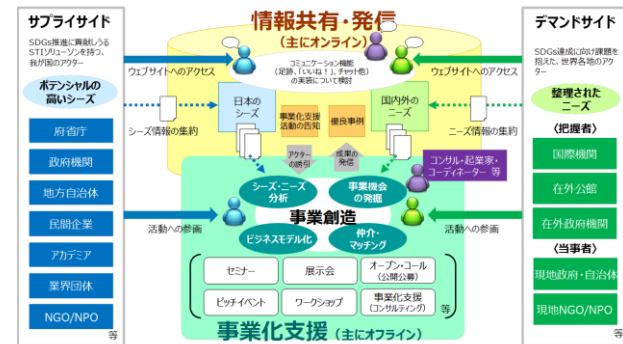 サプライサイド
SDGs推進に貢献しうる
STIソリューソーンを持つ、
我が国のアクター
ポテンシャルの
高いシーズ
府省庁
政府機関
地方自治体
民間企業
アカデミア
業界団体
NGO/NPO
等
情報共有・発信
(主にオンライン)
コミュニケーション機能
(足跡、「いいね!」、チャット他)
の実装について検討
ウェブサイトへのアクセス
ウェブサイトへのアクセス
日本の
シーズ
事業化支援
活動の告知
優良事例
国内外の
ニーズ
シーズ情報の集約
ニーズ情報の集約
アクター
の誘引
成果の
発信
コンサル・起業家・
コーディネーター 等
シーズ・ニーズ
分析
事業機会
の発掘
事業創造
ビジネスモデル化
仲介・
マッチング
活動への参画
活動への参画
セミナー
展示会
オープン・コール
(公開公募)
ピッチイベント
ワークショップ
事業化支援
(コンサルティング)
等
事業化支援(主にオフライン)
デマンドサイド
SDGs達成に向け課題を
抱えた、世界各地のアク
ター
整理された
ニーズ
〈把握者〉
国際機関
在外公館
在外政府機関
〈当事者〉
現地政府・自治体
現地NGO/NPO
等